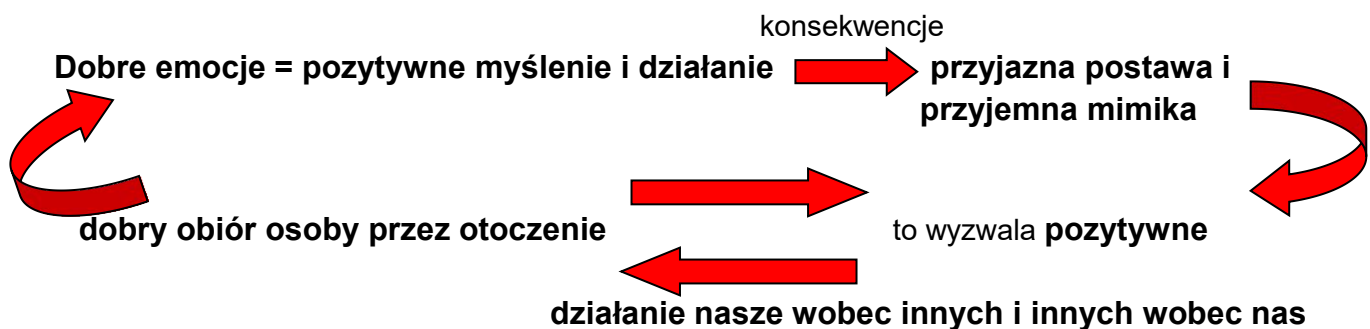 konsekwencje
Dobre emocje = pozytywne myślenie i działanie przyjazna postawa i
przyjemna mimika
dobry obiór osoby przez otoczenie to wyzwala pozytywne
działanie nasze wobec innych i innych wobec nas